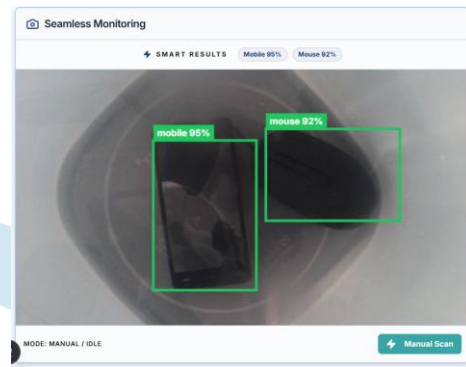 Seamless Monitoring
SMART RESULTS Mobile 95% Mouse 92%
mobile 95%
mouse 92%
MODE: MANUAL / IDLE
Manual Scan